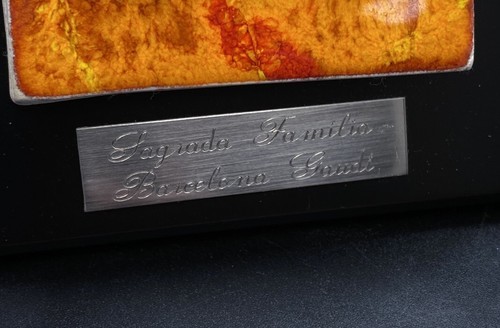 Sagrada Familia -
Barcelona Gaudí